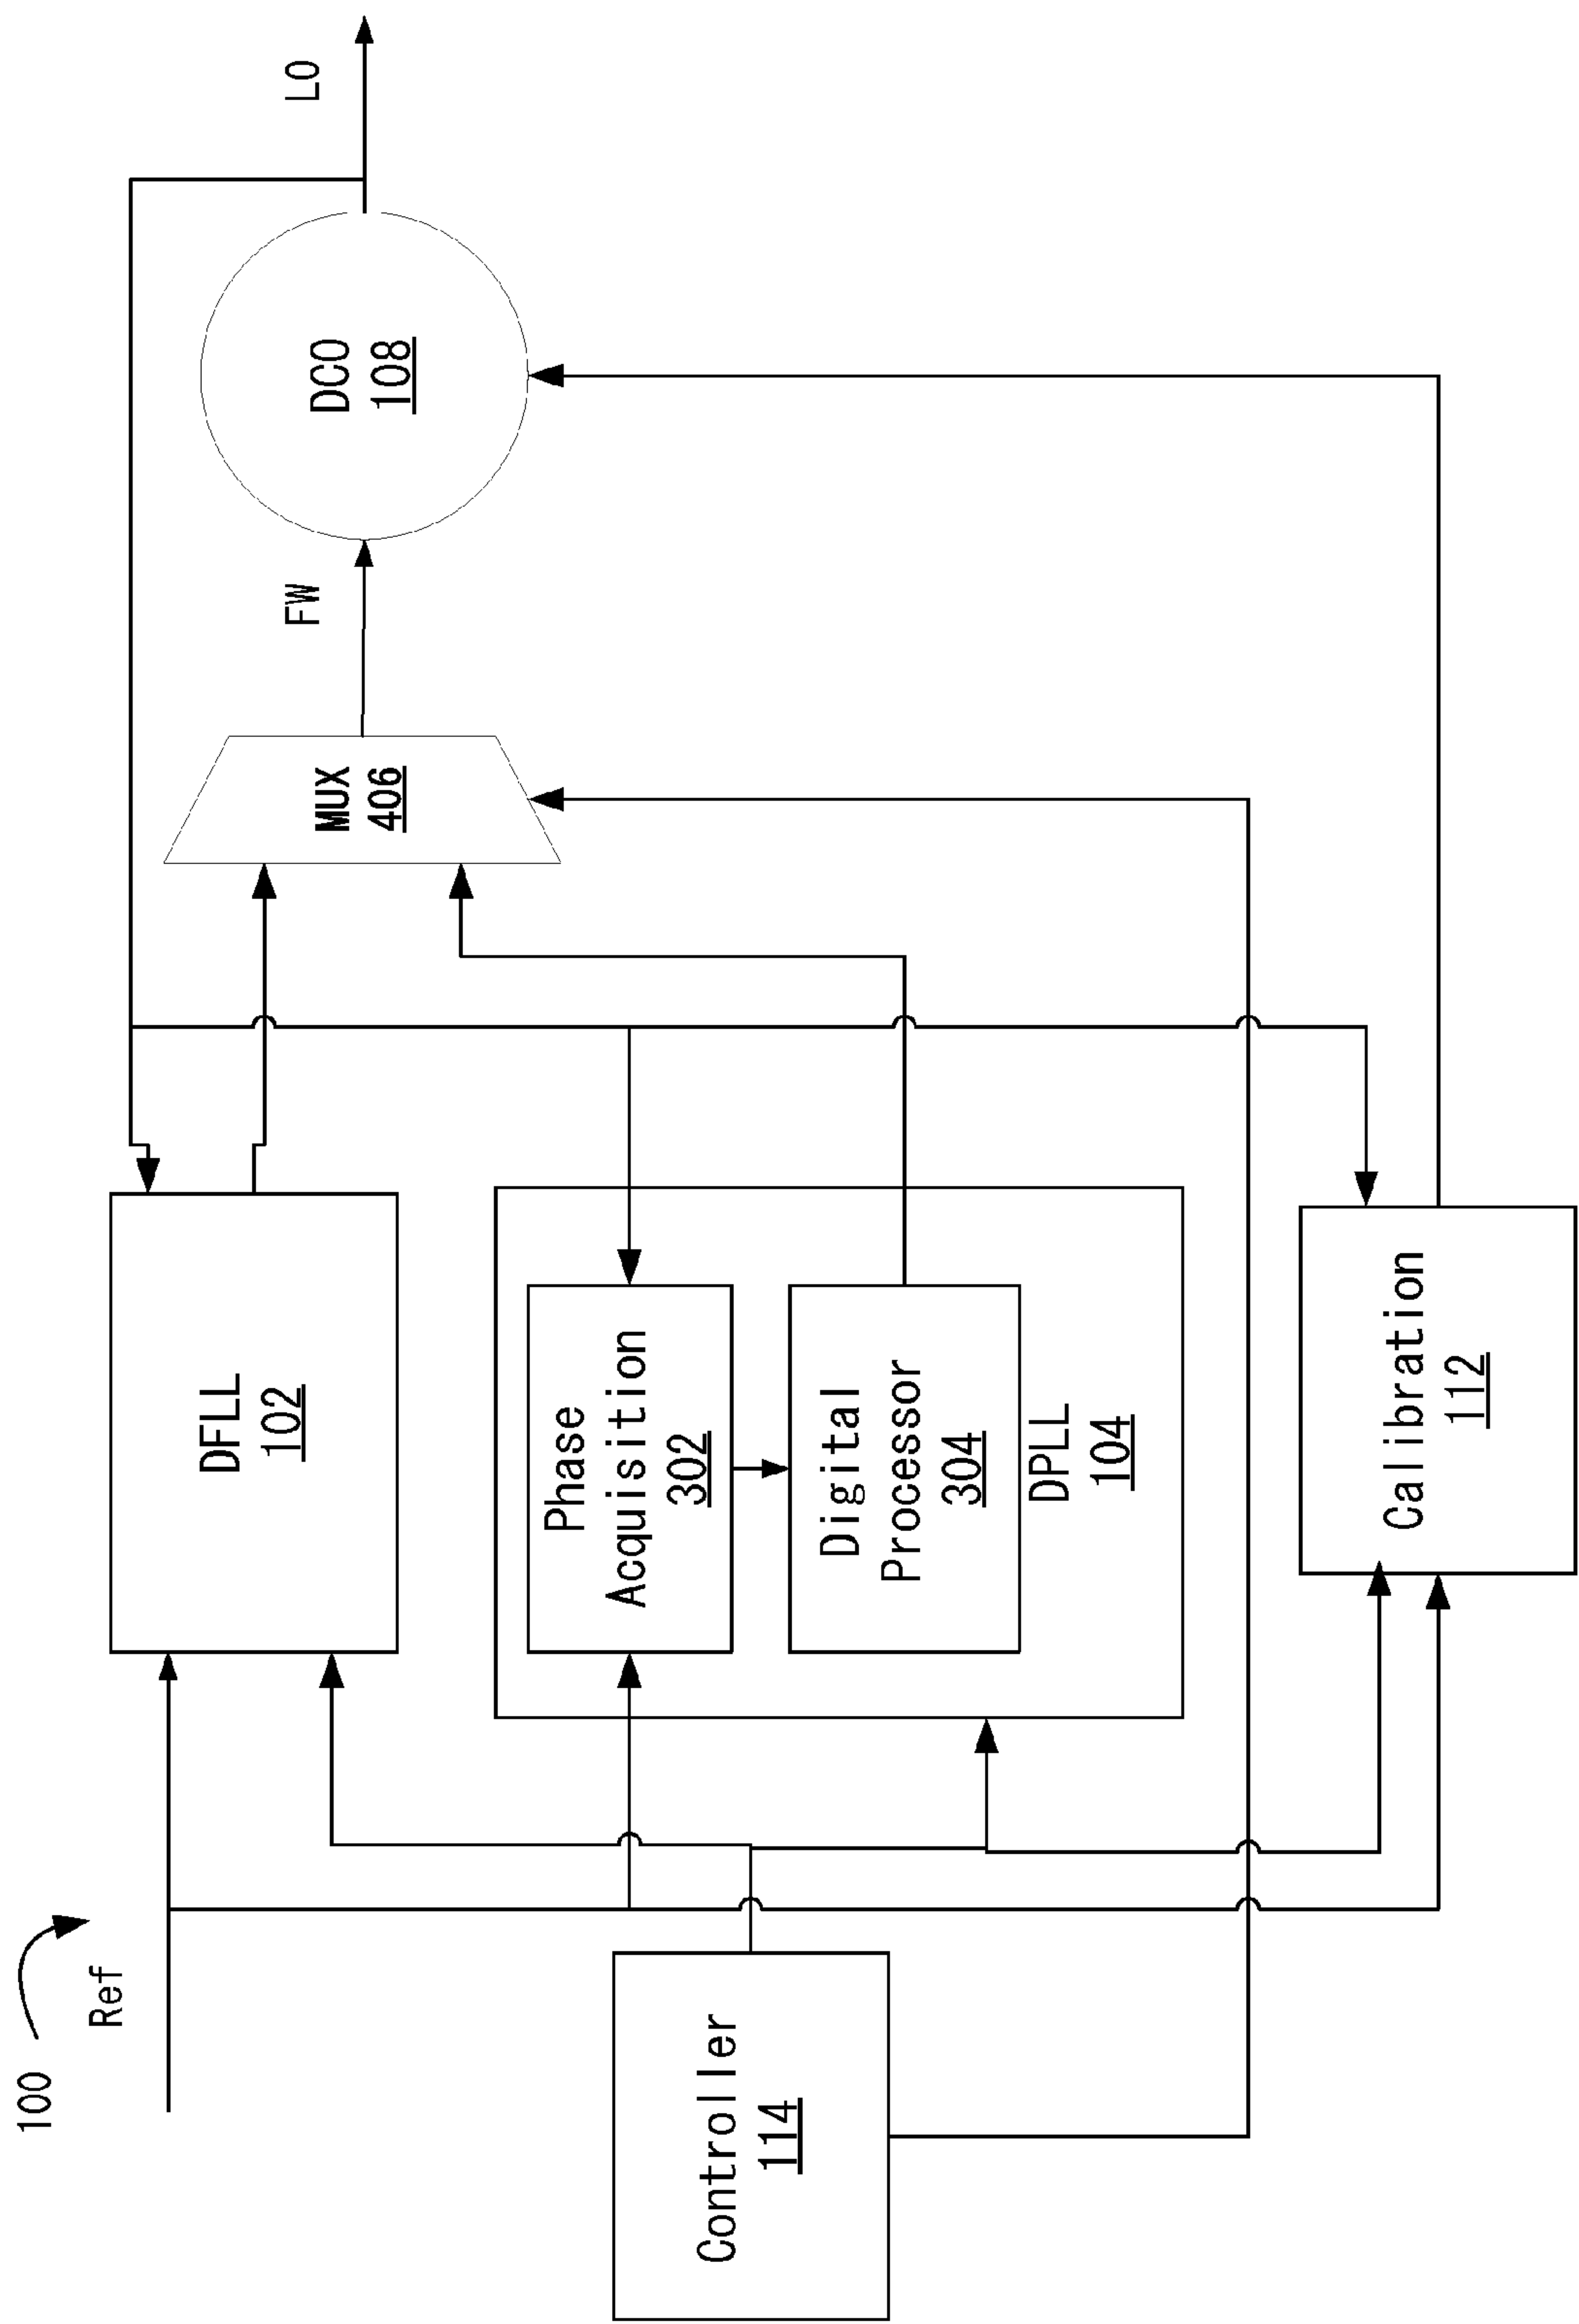 100
Ref
DFLL
102
MUX
406
FW
DCO
108
LO
Phase
Acquisition
302
Digital
Processor
304
DPLL
104
Controller
114
Calibration
112